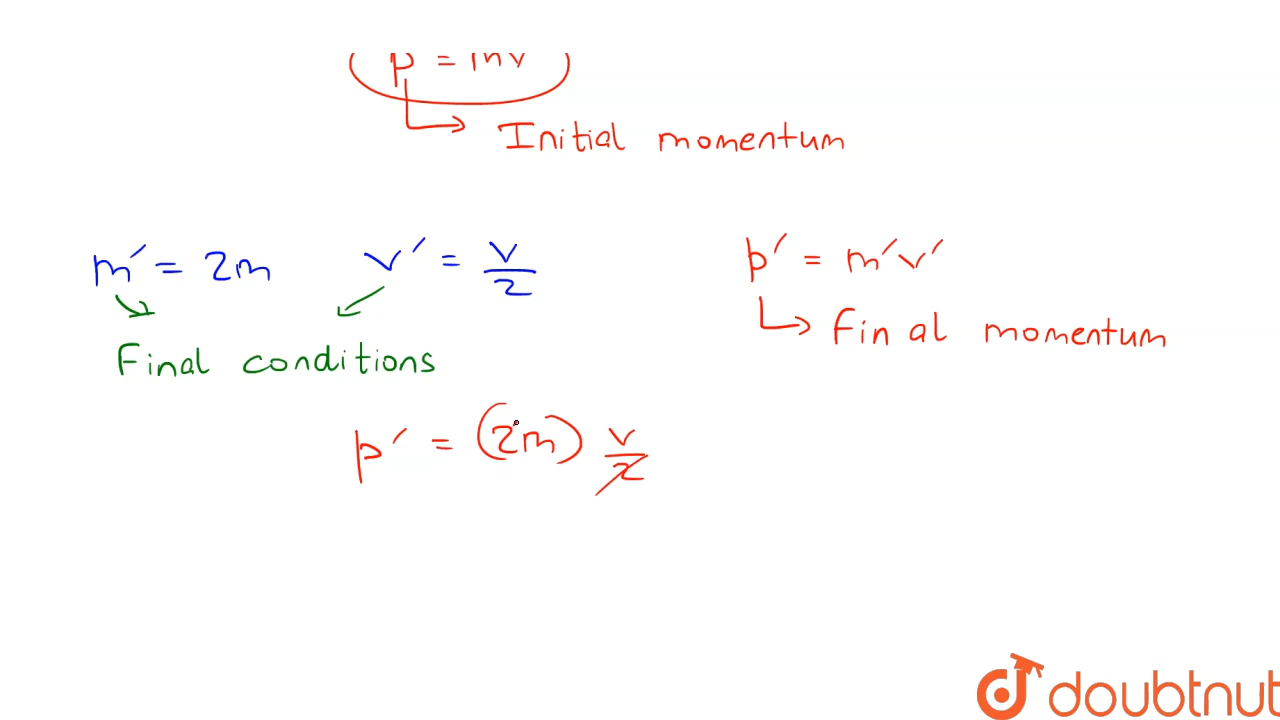 p = mv
Initial momentum
m′ = 2m v′ = v/2 p′ = m′v′
Final momentum
Final conditions
p′ = (2m) v/2
doubtnut